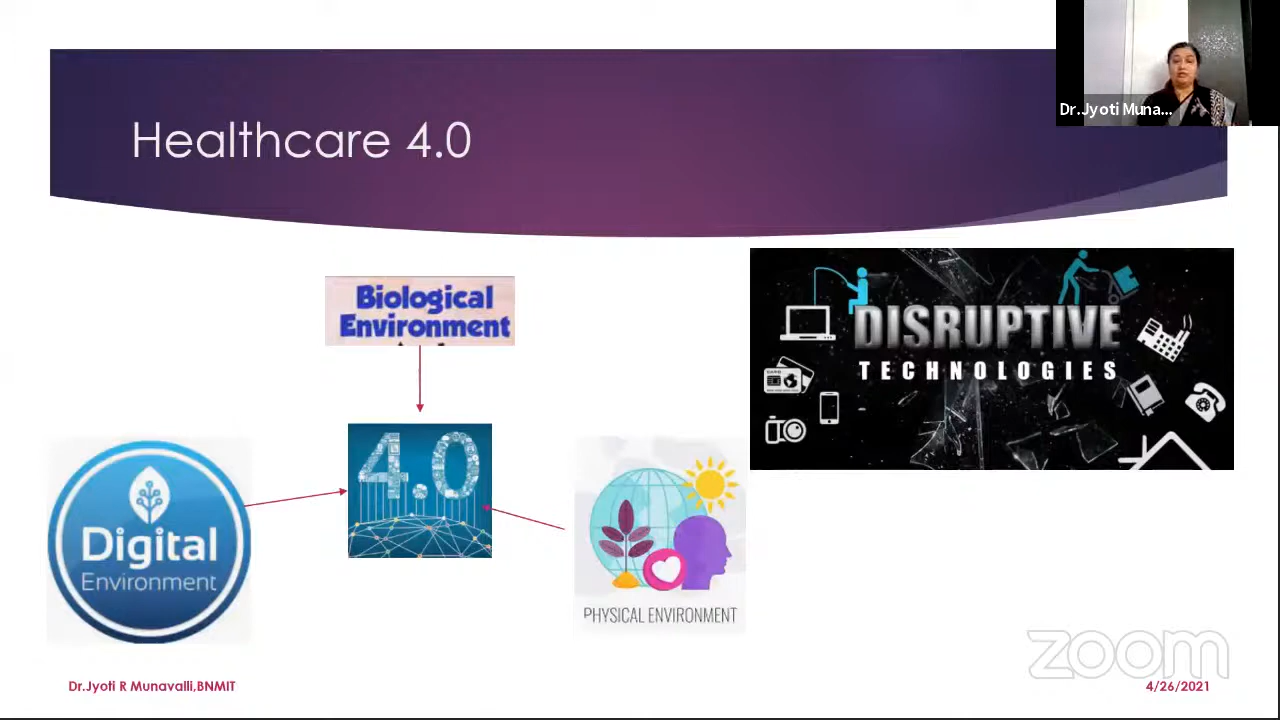 Dr.Jyoti Muna...
Healthcare 4.0
Biological
Environment
DISRUPTIVE
TECHNOLOGIES
4.0
Digital
Environment
PHYSICAL ENVIRONMENT
zoom
Dr.Jyoti R Munavalli,BNMIT
4/26/2021